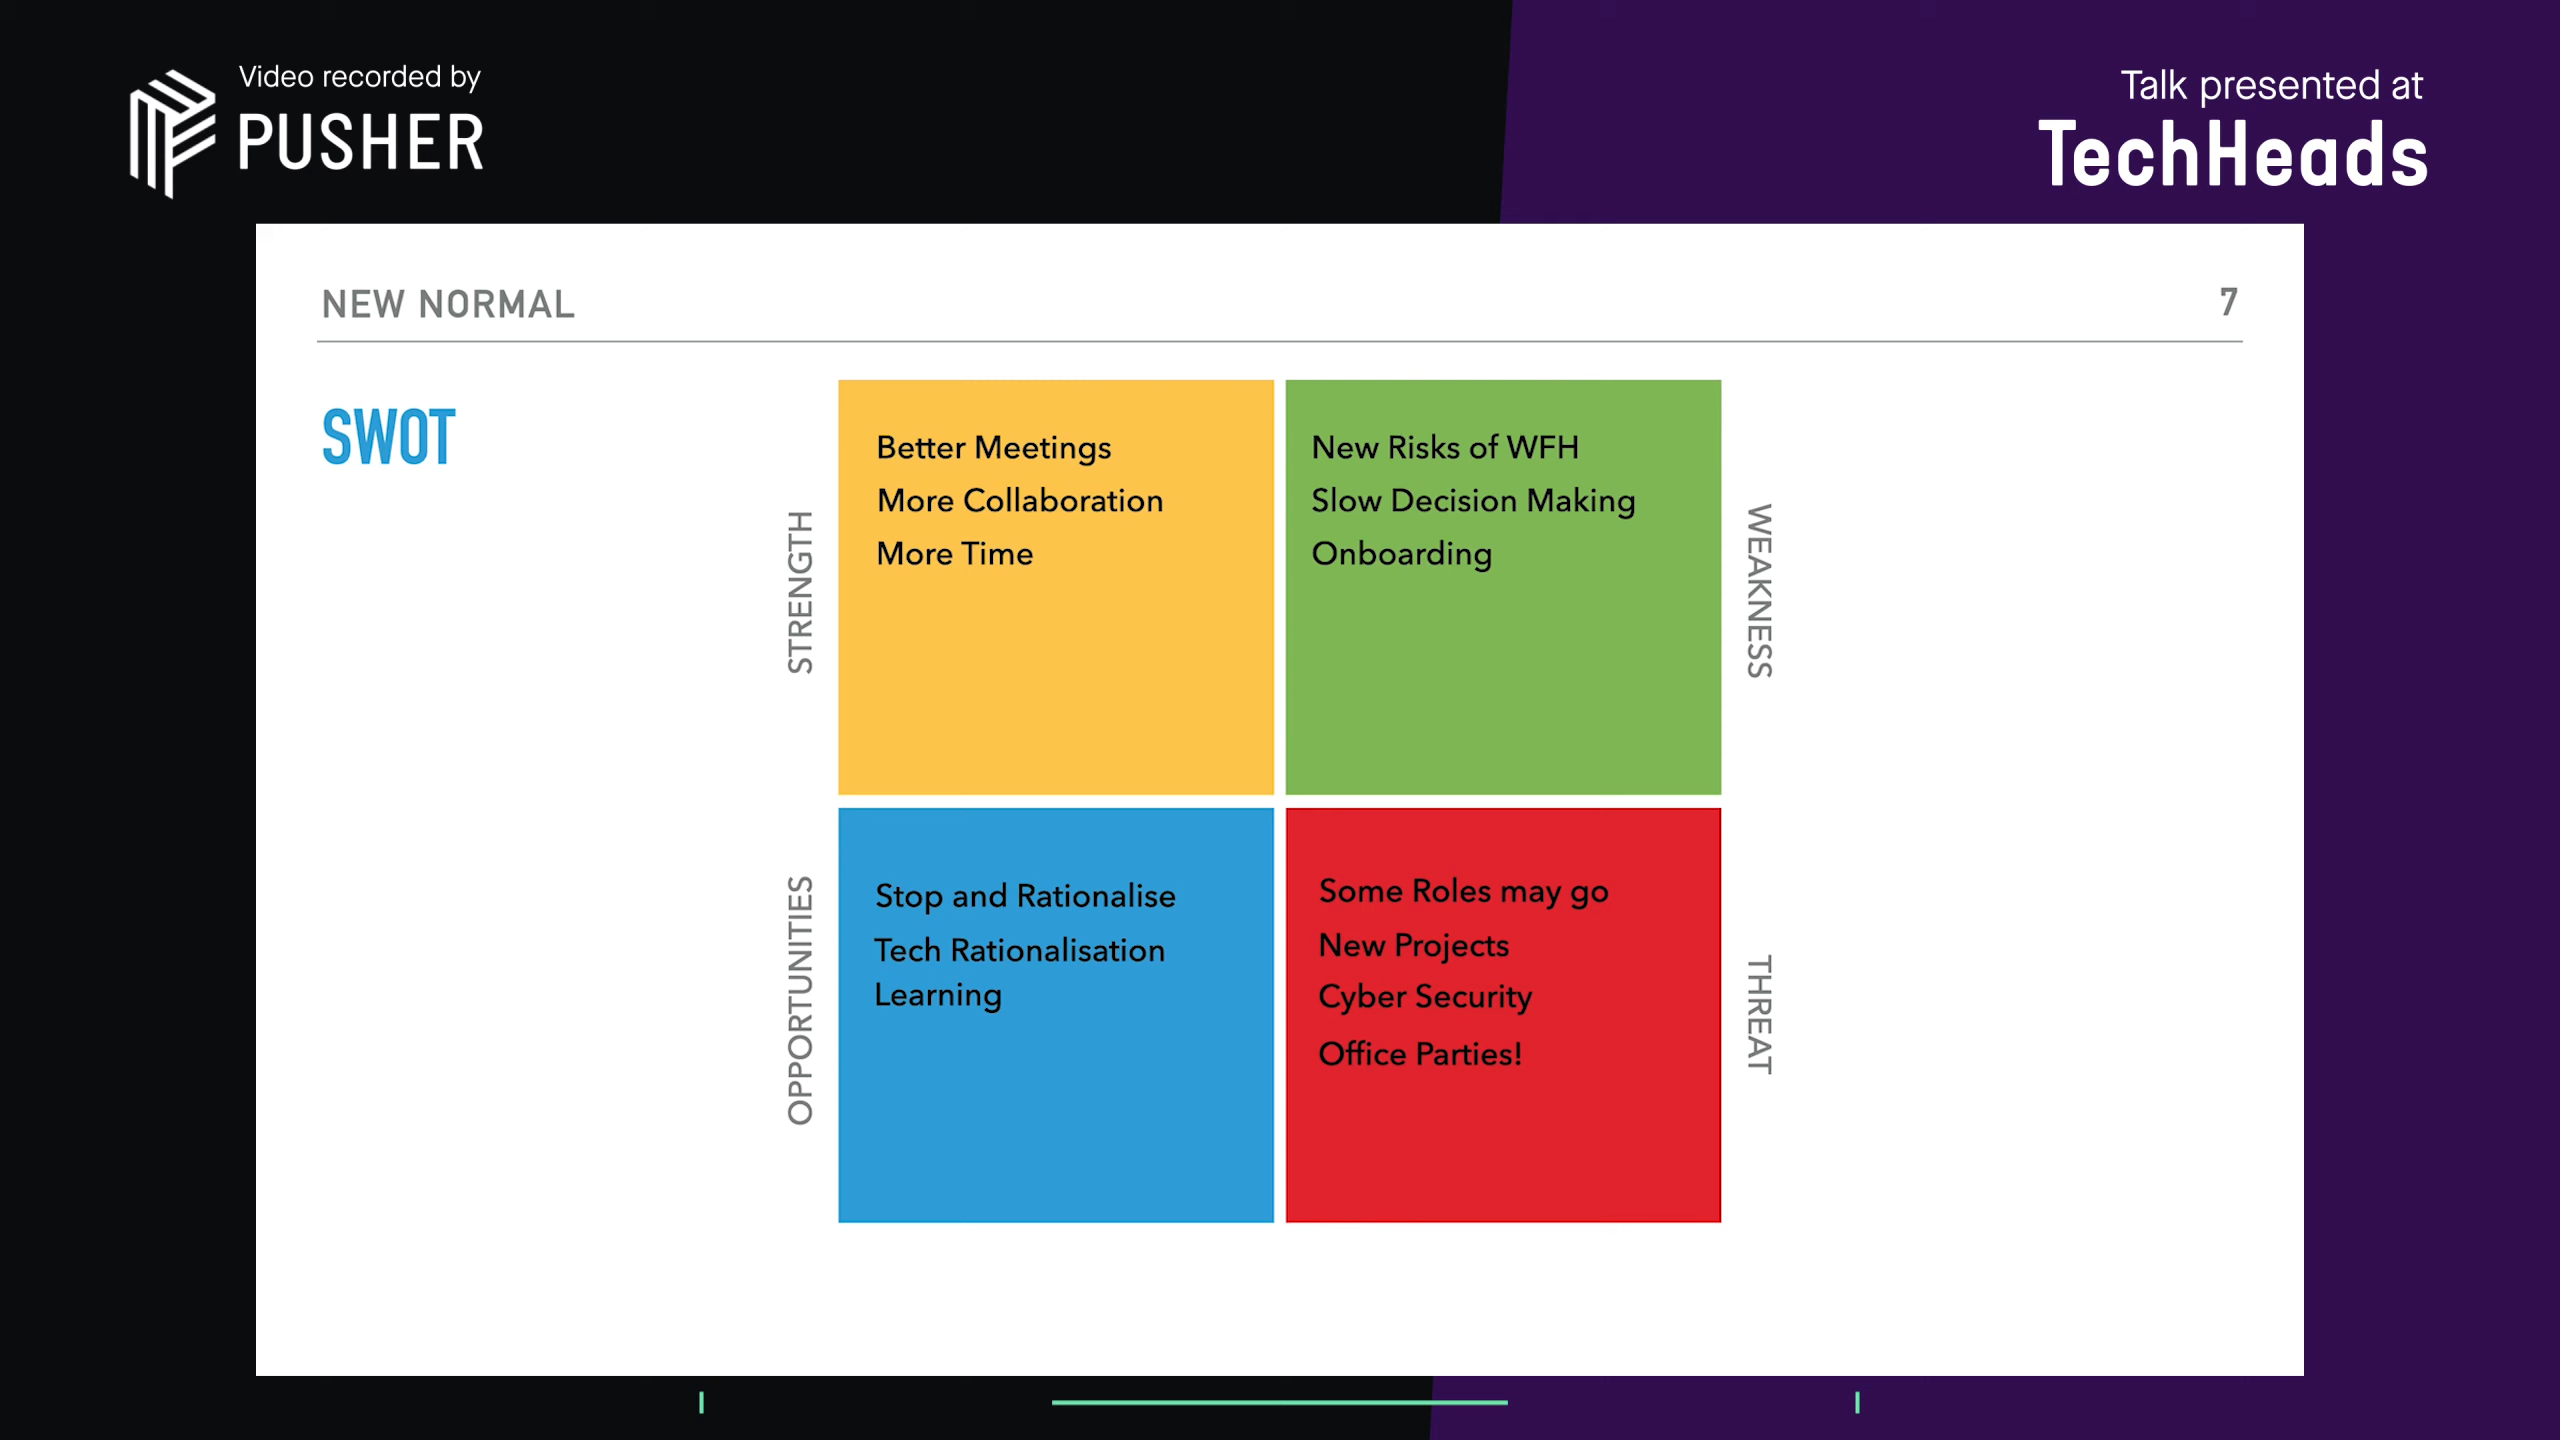 Video recorded by
PUSHER
Talk presented at
TechHeads
NEW NORMAL
7
SWOT
STRENGTH
Better Meetings
More Collaboration
More Time
New Risks of WFH
Slow Decision Making
Onboarding
WEAKNESS
OPPORTUNITIES
Stop and Rationalise
Tech Rationalisation
Learning
Some Roles may go
New Projects
Cyber Security
Office Parties!
THREAT